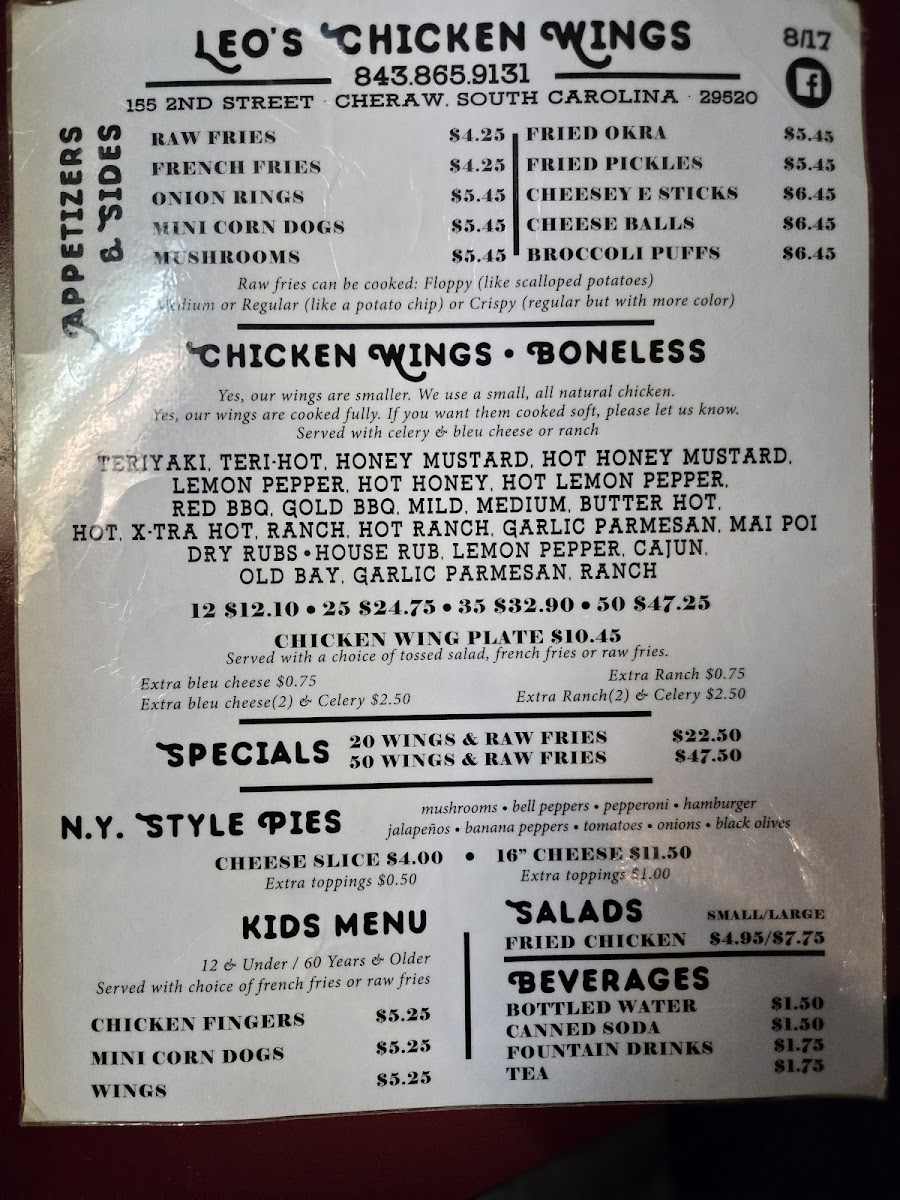 LEO'S CHICKEN WINGS
8/17
843.865.9131
f
155 2ND STREET · CHERAW, SOUTH CAROLINA · 29520
APPETIZERS
& SIDES
RAW FRIES $4.25
FRENCH FRIES $4.25
ONION RINGS $5.45
MINI CORN DOGS $5.45
MUSHROOMS $5.45
FRIED OKRA $5.45
FRIED PICKLES $5.45
CHEESEY E STICKS $6.45
CHEESE BALLS $6.45
BROCCOLI PUFFS $6.45
Raw fries can be cooked: Floppy (like scalloped potatoes)
Medium or Regular (like a potato chip) or Crispy (regular but with more color)
CHICKEN WINGS • BONELESS
Yes, our wings are smaller. We use a small, all natural chicken.
Yes, our wings are cooked fully. If you want them cooked soft, please let us know.
Served with celery & bleu cheese or ranch
TERIYAKI, TERI-HOT, HONEY MUSTARD, HOT HONEY MUSTARD,
LEMON PEPPER, HOT HONEY, HOT LEMON PEPPER,
RED BBQ, GOLD BBQ, MILD, MEDIUM, BUTTER HOT,
HOT, X-TRA HOT, RANCH, HOT RANCH, GARLIC PARMESAN, MAI POI
DRY RUBS • HOUSE RUB, LEMON PEPPER, CAJUN,
OLD BAY, GARLIC PARMESAN, RANCH
12 $12.10 • 25 $24.75 • 35 $32.90 • 50 $47.25
CHICKEN WING PLATE $10.45
Served with a choice of tossed salad, french fries or raw fries.
Extra bleu cheese $0.75
Extra bleu cheese(2) & Celery $2.50
Extra Ranch $0.75
Extra Ranch(2) & Celery $2.50
SPECIALS
20 WINGS & RAW FRIES $22.50
50 WINGS & RAW FRIES $47.50
N.Y. STYLE PIES
mushrooms • bell peppers • pepperoni • hamburger
jalapeños • banana peppers • tomatoes • onions • black olives
CHEESE SLICE $4.00 • 16" CHEESE $11.50
Extra toppings $0.50
Extra toppings $1.00
KIDS MENU
12 & Under / 60 Years & Older
Served with choice of french fries or raw fries
CHICKEN FINGERS $5.25
MINI CORN DOGS $5.25
WINGS $5.25
SALADS SMALL/LARGE
FRIED CHICKEN $4.95/$7.75
BEVERAGES
BOTTLED WATER $1.50
CANNED SODA $1.50
FOUNTAIN DRINKS $1.75
TEA $1.75